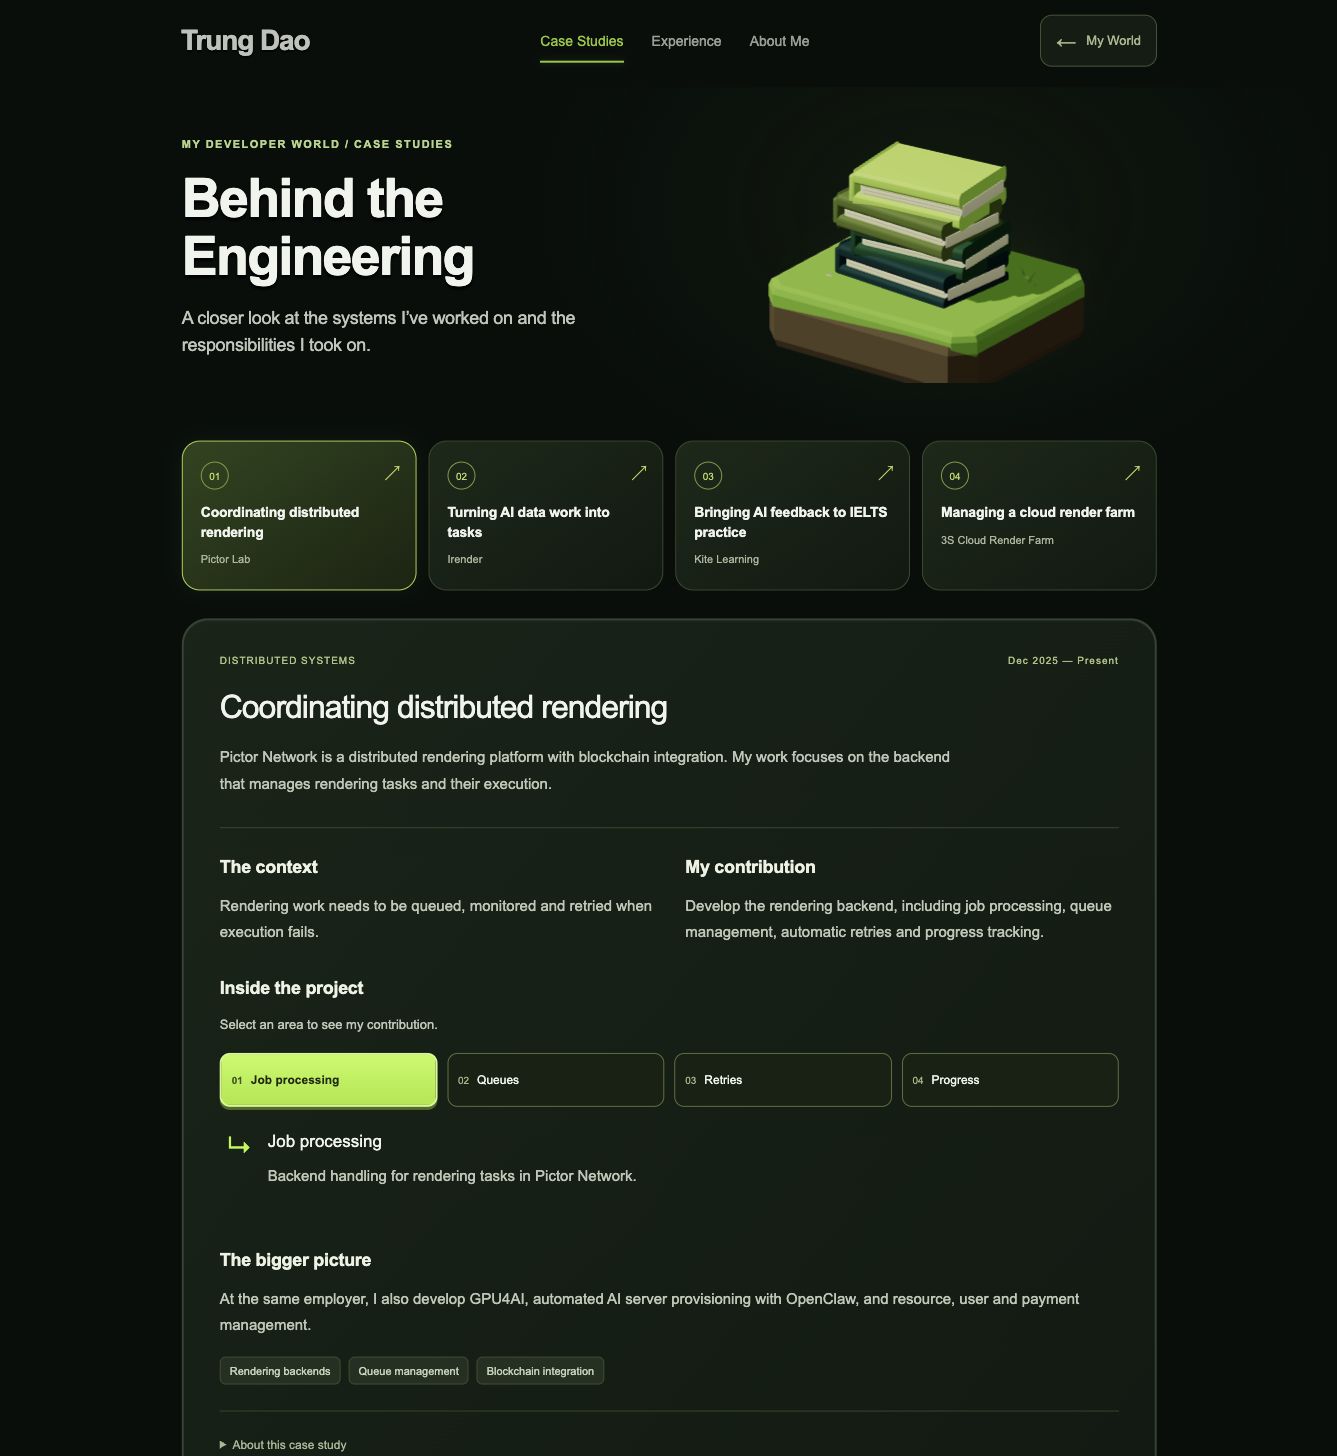 Trung Dao
Case Studies
Experience
About Me
← My World
MY DEVELOPER WORLD / CASE STUDIES
Behind the
Engineering
A closer look at the systems I’ve worked on and the
responsibilities I took on.
01
Coordinating distributed
rendering
Pictor Lab
02
Turning AI data work into
tasks
Irender
03
Bringing AI feedback to IELTS
practice
Kite Learning
04
Managing a cloud render farm
3S Cloud Render Farm
DISTRIBUTED SYSTEMS
Dec 2025 — Present
Coordinating distributed rendering
Pictor Network is a distributed rendering platform with blockchain integration. My work focuses on the backend
that manages rendering tasks and their execution.
The context
Rendering work needs to be queued, monitored and retried when
execution fails.
My contribution
Develop the rendering backend, including job processing, queue
management, automatic retries and progress tracking.
Inside the project
Select an area to see my contribution.
01 Job processing
02 Queues
03 Retries
04 Progress
Job processing
Backend handling for rendering tasks in Pictor Network.
The bigger picture
At the same employer, I also develop GPU4AI, automated AI server provisioning with OpenClaw, and resource, user and payment
management.
Rendering backends
Queue management
Blockchain integration
About this case study